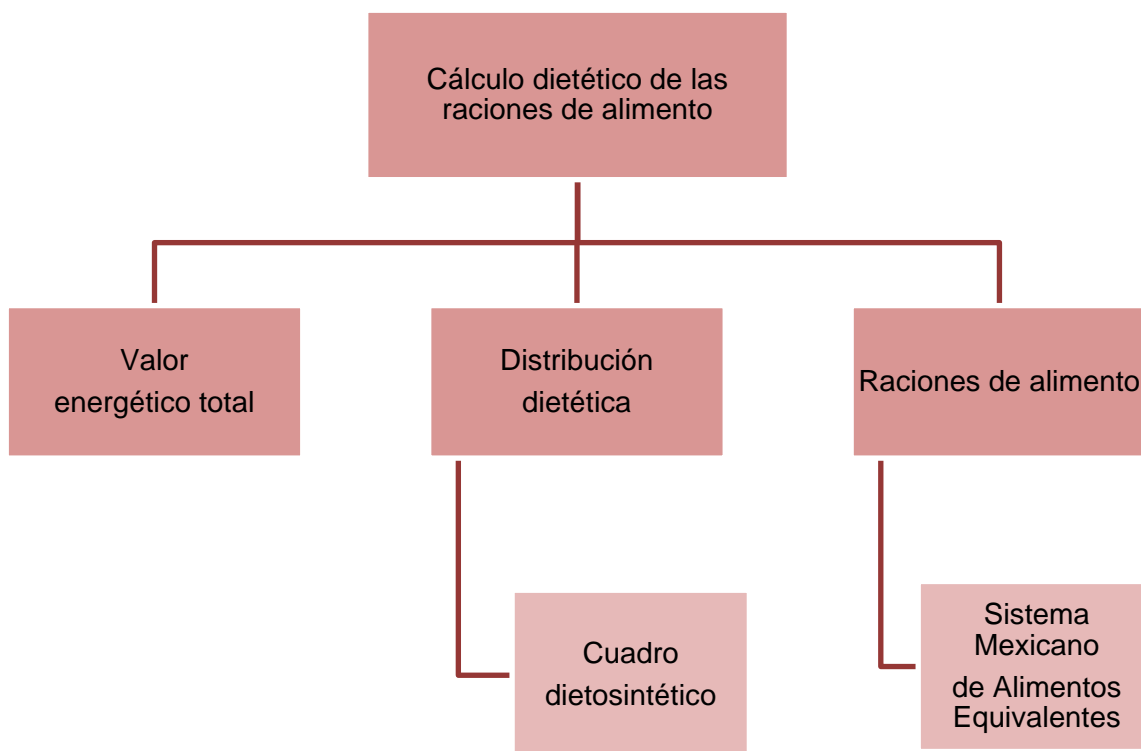 Cálculo dietético de las
raciones de alimento
Valor
energético total
Distribución
dietética
Raciones de alimento
Cuadro
dietosintético
Sistema
Mexicano
de Alimentos
Equivalentes